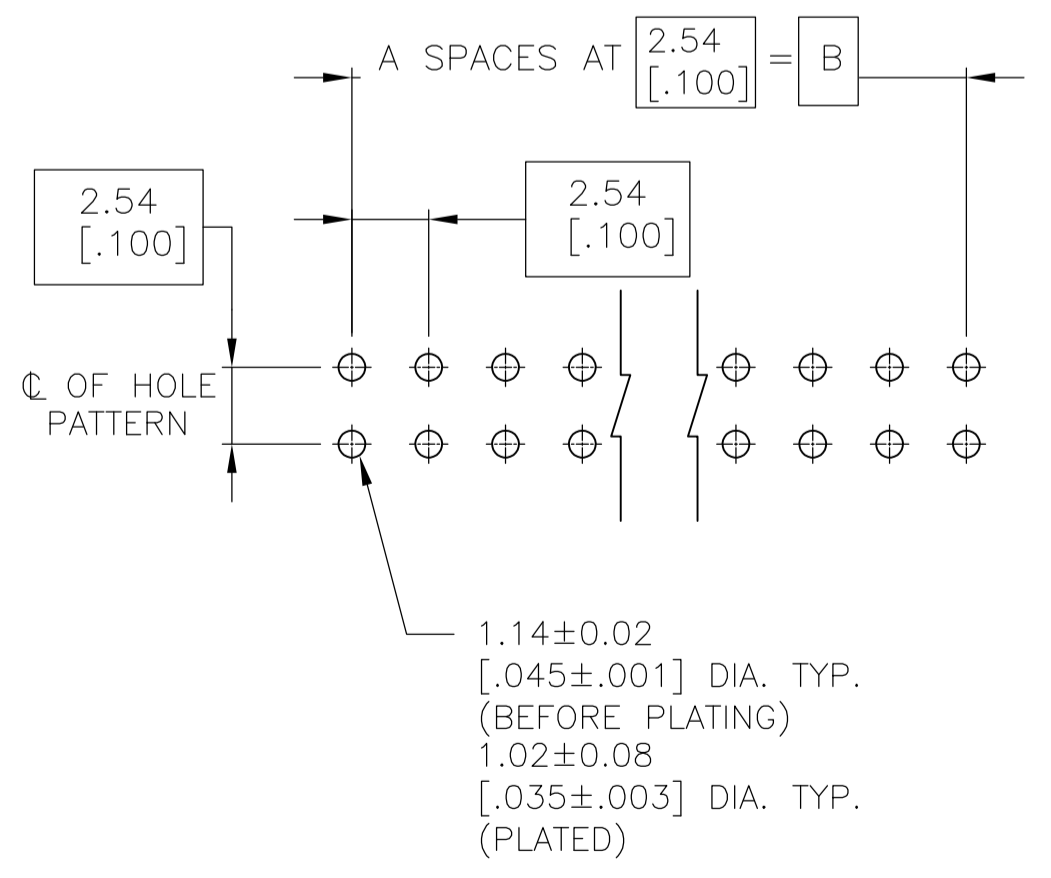 A SPACES AT 2.54 [.100] = B
2.54
[.100]
2.54
[.100]
℄ OF HOLE
PATTERN
1.14±0.02
[.045±.001] DIA. TYP.
(BEFORE PLATING)
1.02±0.08
[.035±.003] DIA. TYP.
(PLATED)